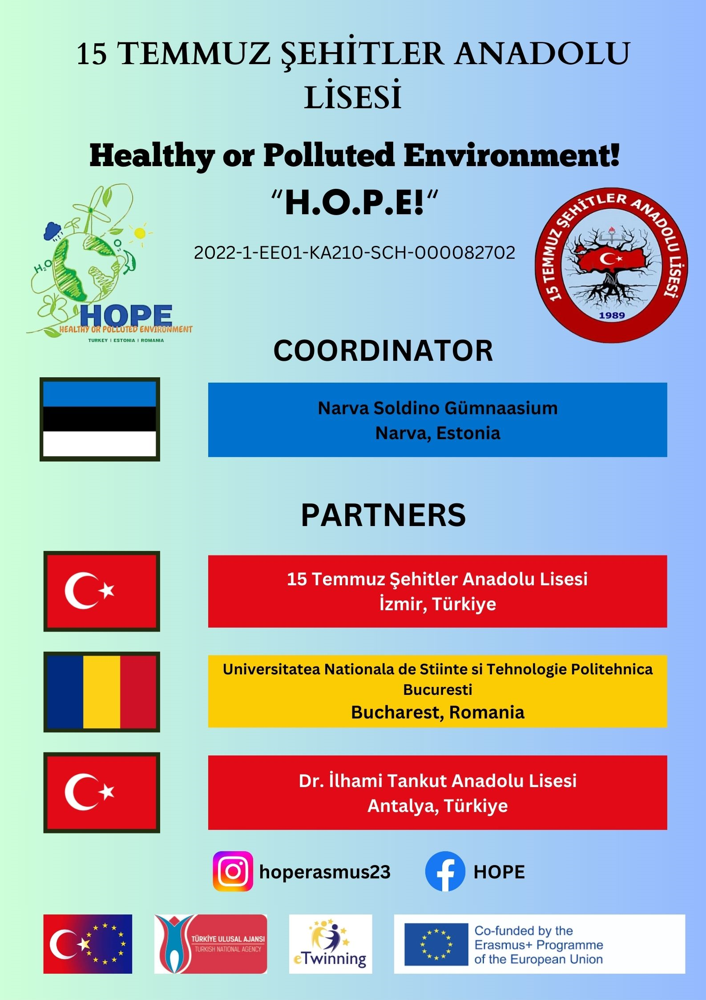 15 TEMMUZ ŞEHİTLER ANADOLU
LİSESİ
Healthy or Polluted Environment!
“H.O.P.E!“
2022-1-EE01-KA210-SCH-000082702
H2O
O2
HOPE
HEALTHY OR POLLUTED ENVIRONMENT
TURKEY | ESTONIA | ROMANIA
15 TEMMUZ ŞEHİTLER ANADOLU LİSESİ
1989
COORDINATOR
Narva Soldino Gümnaasium
Narva, Estonia
PARTNERS
15 Temmuz Şehitler Anadolu Lisesi
İzmir, Türkiye
Universitatea Nationala de Stiinte si Tehnologie Politehnica
Bucuresti
Bucharest, Romania
Dr. İlhami Tankut Anadolu Lisesi
Antalya, Türkiye
hoperasmus23
HOPE
TÜRKİYE ULUSAL AJANSI
TURKISH NATIONAL AGENCY
eTwinning
Co-funded by the
Erasmus+ Programme
of the European Union